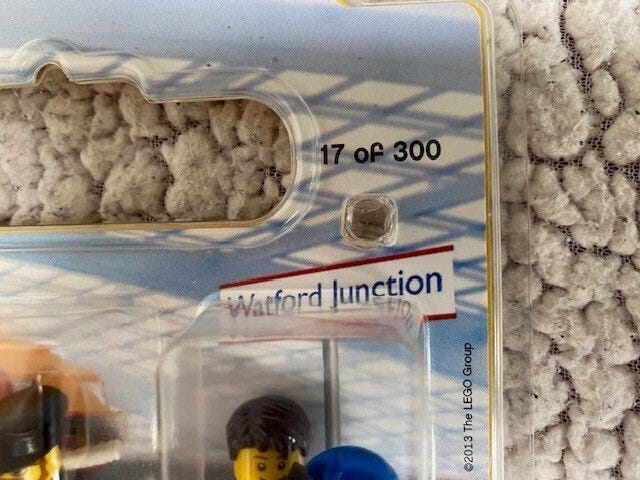 17 of 300
Watford Junction
©2013 The LEGO Group